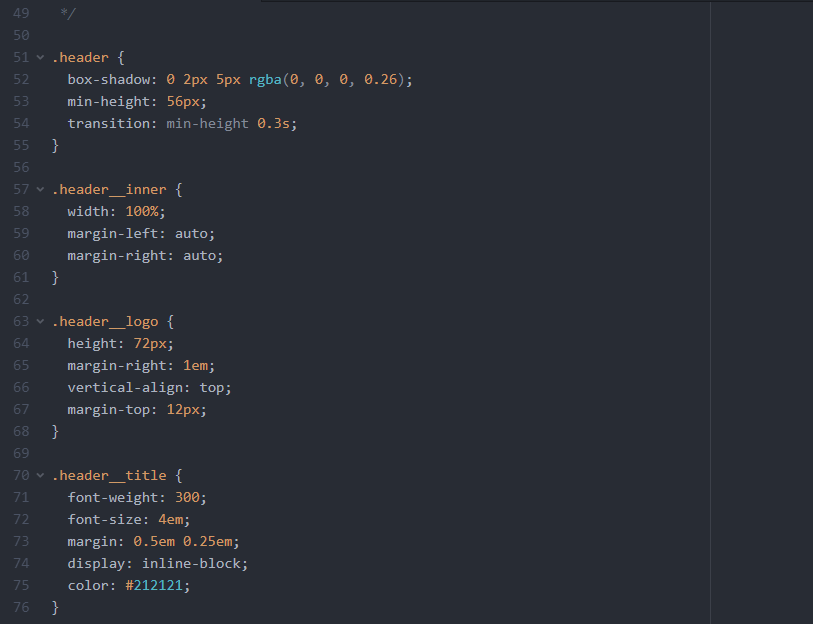 49 */
50
51 .header {
52 box-shadow: 0 2px 5px rgba(0, 0, 0, 0.26);
53 min-height: 56px;
54 transition: min-height 0.3s;
55 }
56
57 .header__inner {
58 width: 100%;
59 margin-left: auto;
60 margin-right: auto;
61 }
62
63 .header__logo {
64 height: 72px;
65 margin-right: 1em;
66 vertical-align: top;
67 margin-top: 12px;
68 }
69
70 .header__title {
71 font-weight: 300;
72 font-size: 4em;
73 margin: 0.5em 0.25em;
74 display: inline-block;
75 color: #212121;
76 }